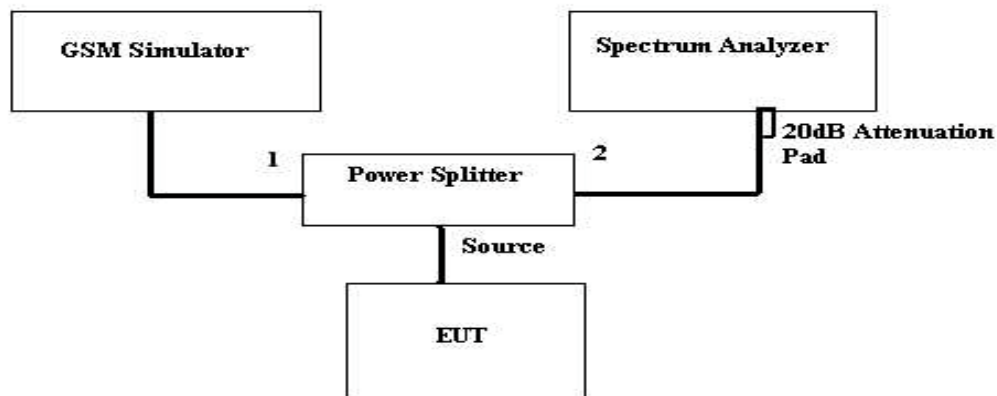 GSM Simulator
Spectrum Analyzer
20dB Attenuation
Pad
1
2
Power Splitter
Source
EUT